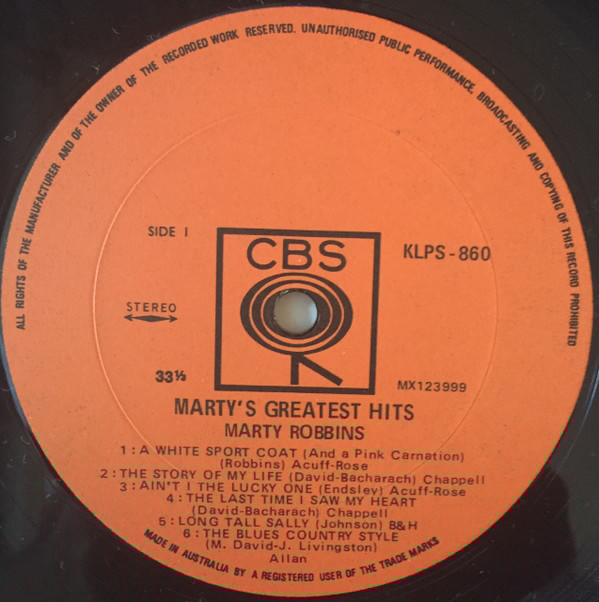 ALL RIGHTS OF THE MANUFACTURER AND OF THE OWNER OF THE RECORDED WORK RESERVED. UNAUTHORISED PUBLIC PERFORMANCE, BROADCASTING AND COPYING OF THIS RECORD PROHIBITED
SIDE I
CBS
KLPS-860
STEREO
33⅓
MX123999
MARTY'S GREATEST HITS
MARTY ROBBINS
1:A WHITE SPORT COAT (And a Pink Carnation)
(Robbins) Acuff-Rose
2:THE STORY OF MY LIFE (David-Bacharach) Chappell
3:AIN'T I THE LUCKY ONE (Endsley) Acuff-Rose
4:THE LAST TIME I SAW MY HEART
(David-Bacharach) Chappell
5:LONG TALL SALLY (Johnson) B&H
6:THE BLUES COUNTRY STYLE
(M. David-J. Livingston)
Allan
MADE IN AUSTRALIA BY A REGISTERED USER OF THE TRADE MARKS